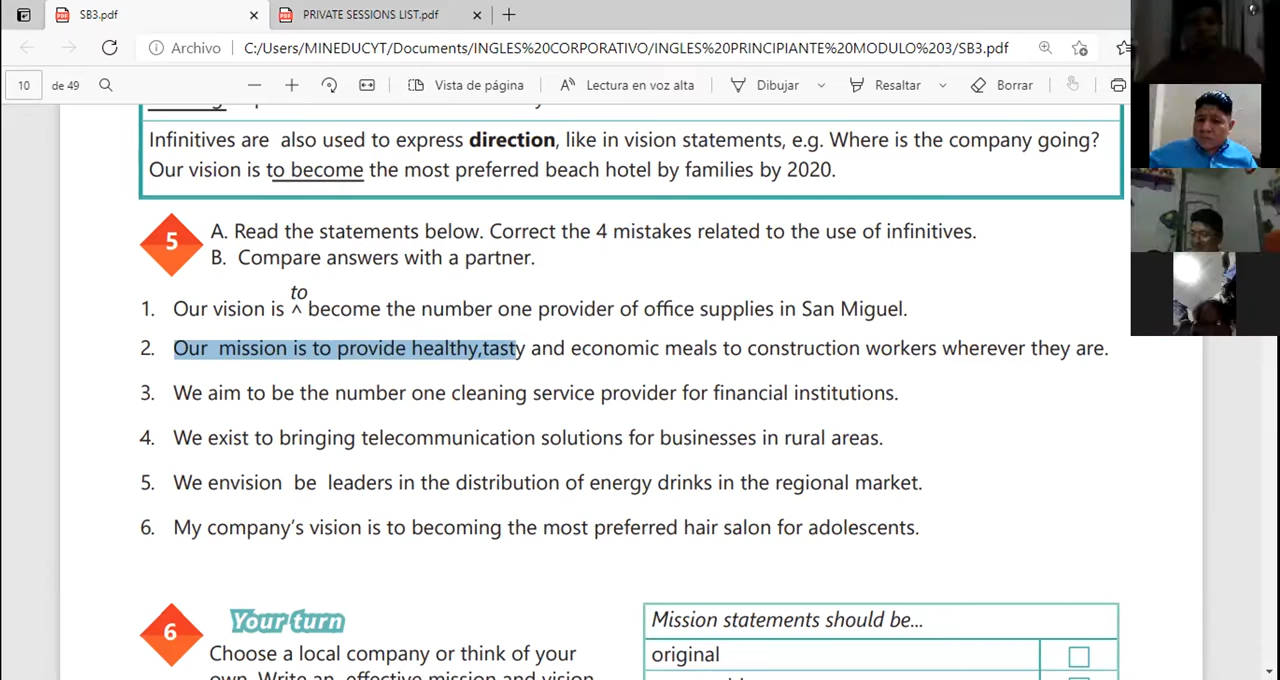 SB3.pdf
PRIVATE SESSIONS LIST.pdf
Archivo
C:/Users/MINEDUCYT/Documents/INGLES%20CORPORATIVO/INGLES%20PRINCIPIANTE%20MODULO%203/SB3.pdf
10 de 49
Vista de página
Lectura en voz alta
Dibujar
Resaltar
Borrar
Infinitives are also used to express direction, like in vision statements, e.g. Where is the company going?
Our vision is to become the most preferred beach hotel by families by 2020.
5
A. Read the statements below. Correct the 4 mistakes related to the use of infinitives.
B. Compare answers with a partner.
to
1. Our vision is ^ become the number one provider of office supplies in San Miguel.
2. Our mission is to provide healthy,tasty and economic meals to construction workers wherever they are.
3. We aim to be the number one cleaning service provider for financial institutions.
4. We exist to bringing telecommunication solutions for businesses in rural areas.
5. We envision be leaders in the distribution of energy drinks in the regional market.
6. My company's vision is to becoming the most preferred hair salon for adolescents.
6
Your turn
Choose a local company or think of your
own. Write an effective mission and vision
Mission statements should be...
original